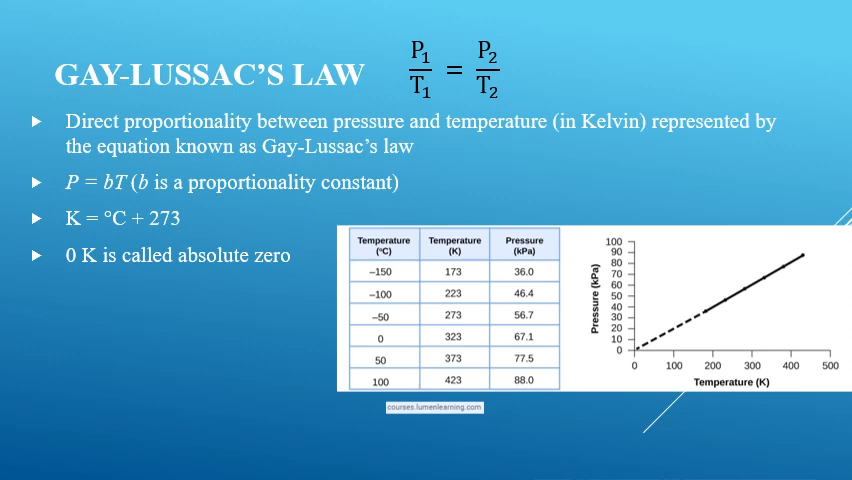 GAY-LUSSAC'S LAW
P₁/T₁ = P₂/T₂
Direct proportionality between pressure and temperature (in Kelvin) represented by
the equation known as Gay-Lussac's law
P = bT (b is a proportionality constant)
K = °C + 273
0 K is called absolute zero
Temperature (°C) Temperature (K) Pressure (kPa)
–150 173 36.0
–100 223 46.4
–50 273 56.7
0 323 67.1
50 373 77.5
100 423 88.0
courses.lumenlearning.com
Pressure (kPa)
100
90
80
70
60
50
40
30
20
10
0
0 100 200 300 400 500
Temperature (K)